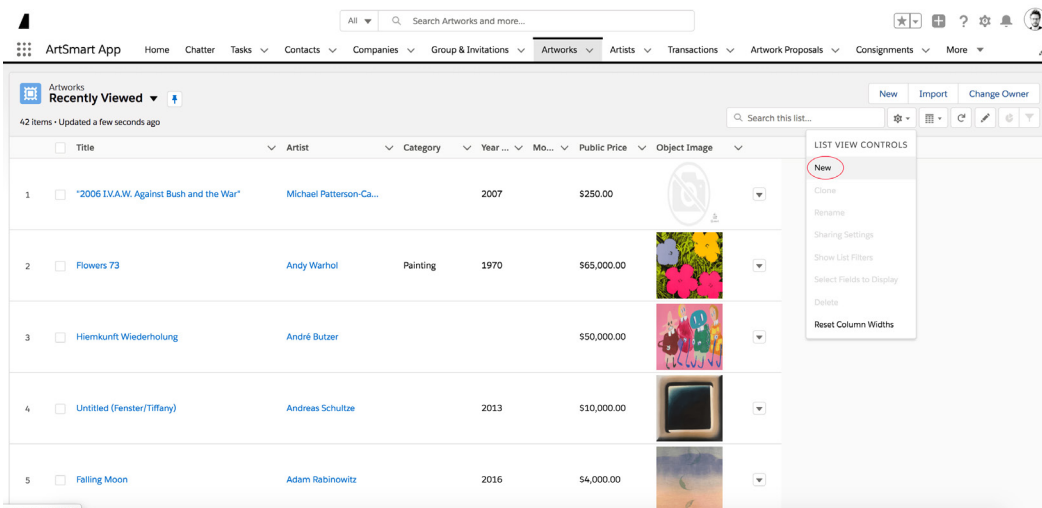 All
Search Artworks and more...
ArtSmart App Home Chatter Tasks Contacts Companies Group & Invitations Artworks Artists Transactions Artwork Proposals Consignments More
Artworks
Recently Viewed
New Import Change Owner
42 items • Updated a few seconds ago
Search this list...
Title Artist Category Year ... Mo... Public Price Object Image
LIST VIEW CONTROLS
New
Clone
Rename
Sharing Settings
Show List Filters
Select Fields to Display
Delete
Reset Column Widths
1 "2006 I.V.A.W. Against Bush and the War" Michael Patterson-Ca... 2007 $250.00
2 Flowers 73 Andy Warhol Painting 1970 $65,000.00
3 Hiemkunft Wiederholung André Butzer $50,000.00
4 Untitled (Fenster/Tiffany) Andreas Schultze 2013 $10,000.00
5 Falling Moon Adam Rabinowitz 2016 $4,000.00